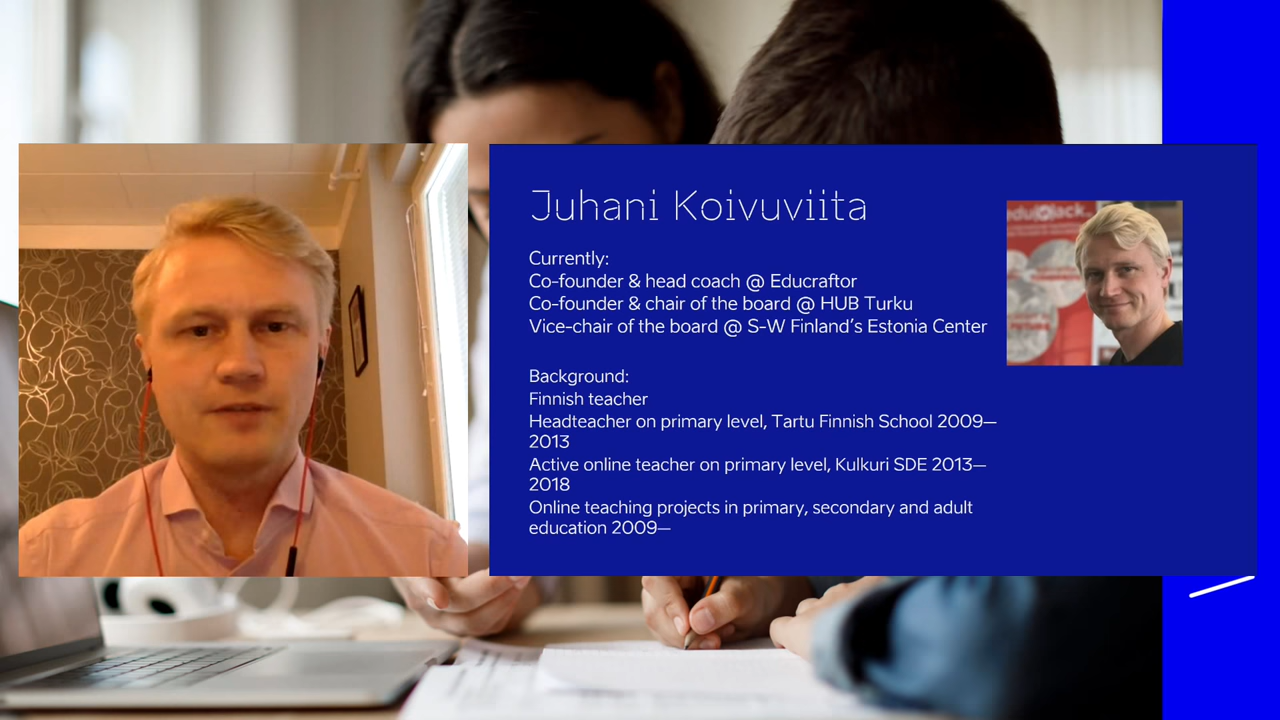 Juhani Koivuviita
Currently:
Co-founder & head coach @ Educraftor
Co-founder & chair of the board @ HUB Turku
Vice-chair of the board @ S-W Finland's Estonia Center
Background:
Finnish teacher
Headteacher on primary level, Tartu Finnish School 2009–
2013
Active online teacher on primary level, Kulkuri SDE 2013–
2018
Online teaching projects in primary, secondary and adult
education 2009–